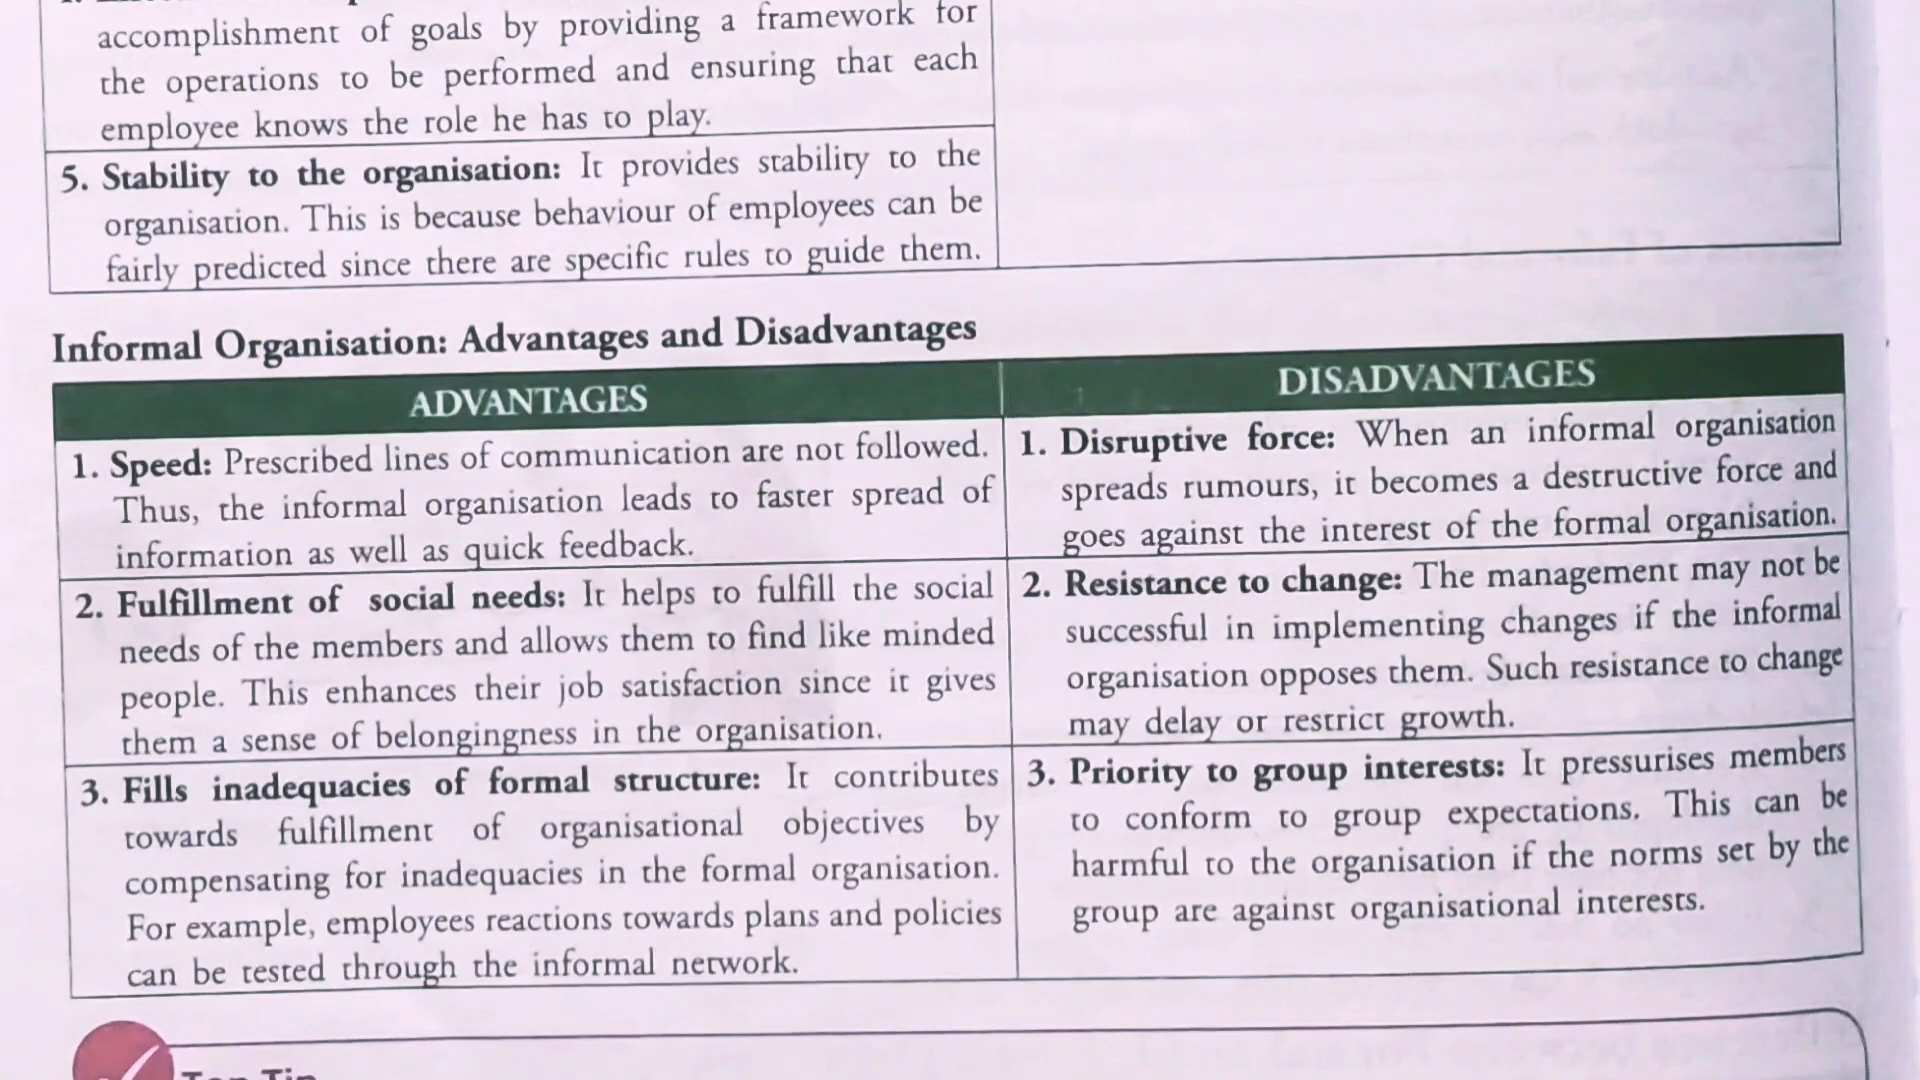 accomplishment of goals by providing a framework for
the operations to be performed and ensuring that each
employee knows the role he has to play.
5. Stability to the organisation: It provides stability to the
organisation. This is because behaviour of employees can be
fairly predicted since there are specific rules to guide them.
Informal Organisation: Advantages and Disadvantages
ADVANTAGES
1. Speed: Prescribed lines of communication are not followed.
Thus, the informal organisation leads to faster spread of
information as well as quick feedback.
2. Fulfillment of social needs: It helps to fulfill the social
needs of the members and allows them to find like minded
people. This enhances their job satisfaction since it gives
them a sense of belongingness in the organisation.
3. Fills inadequacies of formal structure: It contributes
towards fulfillment of organisational objectives by
compensating for inadequacies in the formal organisation.
For example, employees reactions towards plans and policies
can be tested through the informal network.
DISADVANTAGES
1. Disruptive force: When an informal organisation
spreads rumours, it becomes a destructive force and
goes against the interest of the formal organisation.
2. Resistance to change: The management may not be
successful in implementing changes if the informal
organisation opposes them. Such resistance to change
may delay or restrict growth.
3. Priority to group interests: It pressurises members
to conform to group expectations. This can be
harmful to the organisation if the norms set by the
group are against organisational interests.
Top Tip